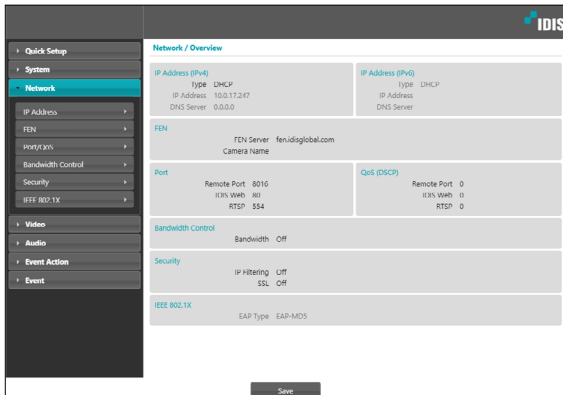 IDIS
Quick Setup
System
Network
IP Address
FEN
Port/QoS
Bandwidth Control
Security
IEEE 802.1X
Video
Audio
Event Action
Event
Network / Overview
IP Address (IPv4)
Type DHCP
IP Address 10.0.17.247
DNS Server 0.0.0.0
IP Address (IPv6)
Type DHCP
IP Address
DNS Server
FEN
FEN Server fen.idisglobal.com
Camera Name
Port
Remote Port 8016
IDIS Web 80
RTSP 554
QoS (DSCP)
Remote Port 0
IDIS Web 0
RTSP 0
Bandwidth Control
Bandwidth Off
Security
IP Filtering Off
SSL Off
IEEE 802.1X
EAP Type EAP-MD5
Save